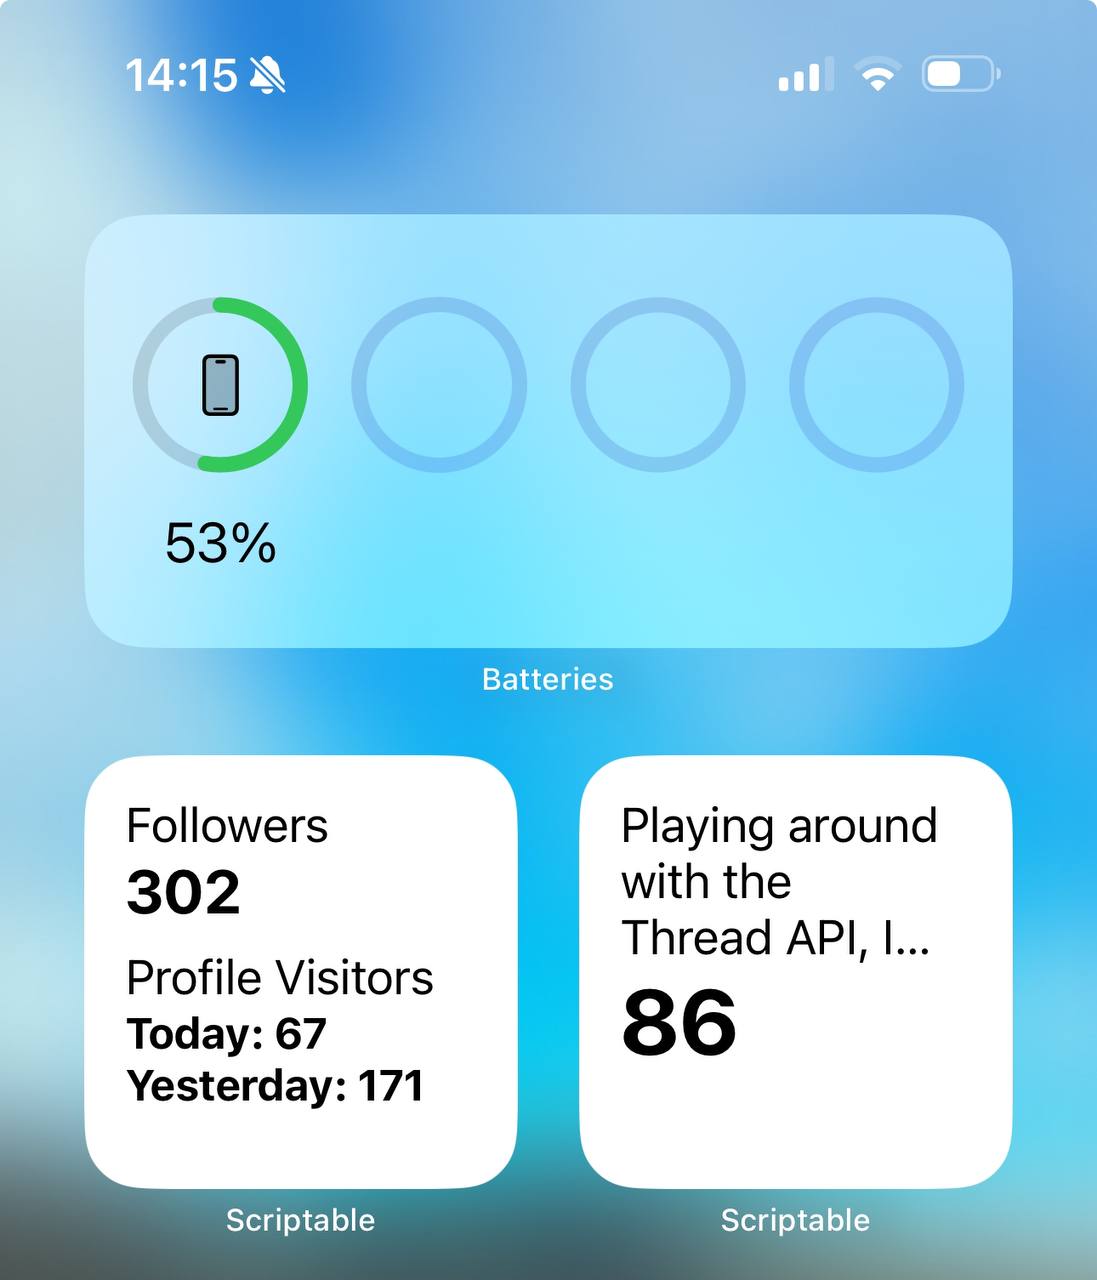 14:15
53%
Batteries
Followers
302
Profile Visitors
Today: 67
Yesterday: 171
Scriptable
Playing around
with the
Thread API, I...
86
Scriptable